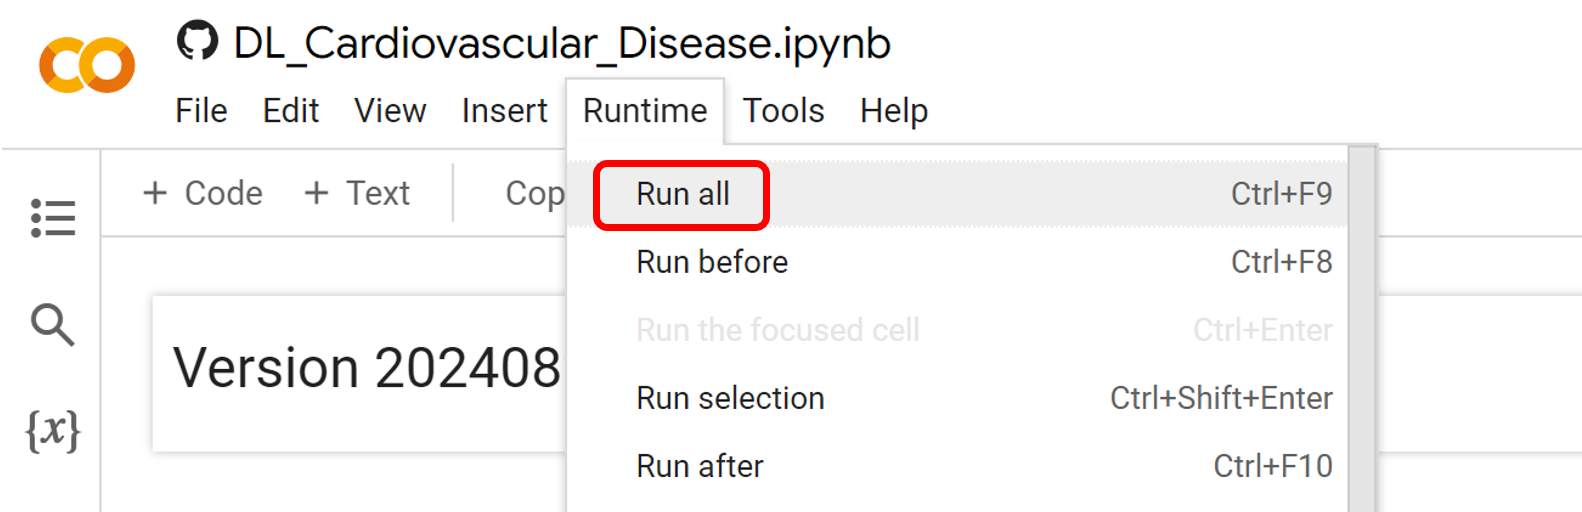 DL_Cardiovascular_Disease.ipynb
File Edit View Insert Runtime Tools Help
+ Code + Text Cop
Run all Ctrl+F9
Run before Ctrl+F8
Run the focused cell Ctrl+Enter
Version 202408
Run selection Ctrl+Shift+Enter
{x}
Run after Ctrl+F10